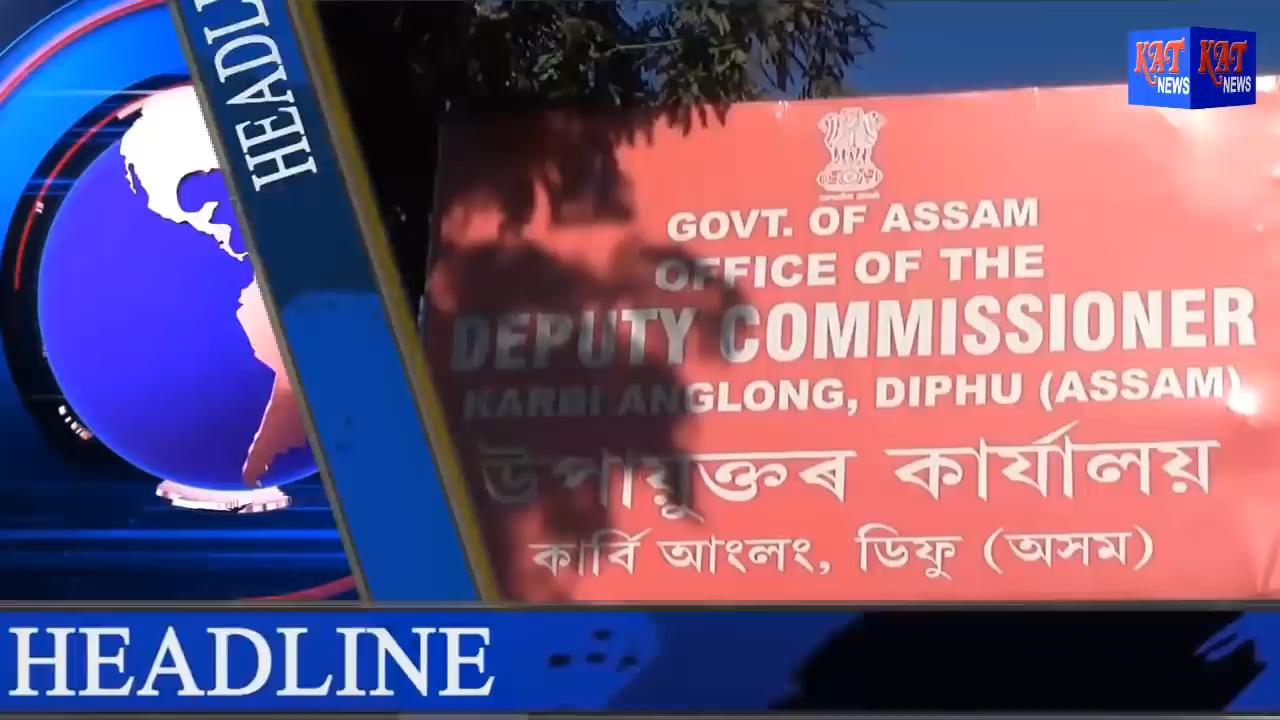 HEADL
KAT
NEWS
KAT
NEWS
GOVT. OF ASSAM
OFFICE OF THE
DEPUTY COMMISSIONER
KARBI ANGLONG, DIPHU (ASSAM)
উপায়ুক্তৰ কাৰ্যালয়
কাৰ্বি আংলং, ডিফু (অসম)
HEADLINE